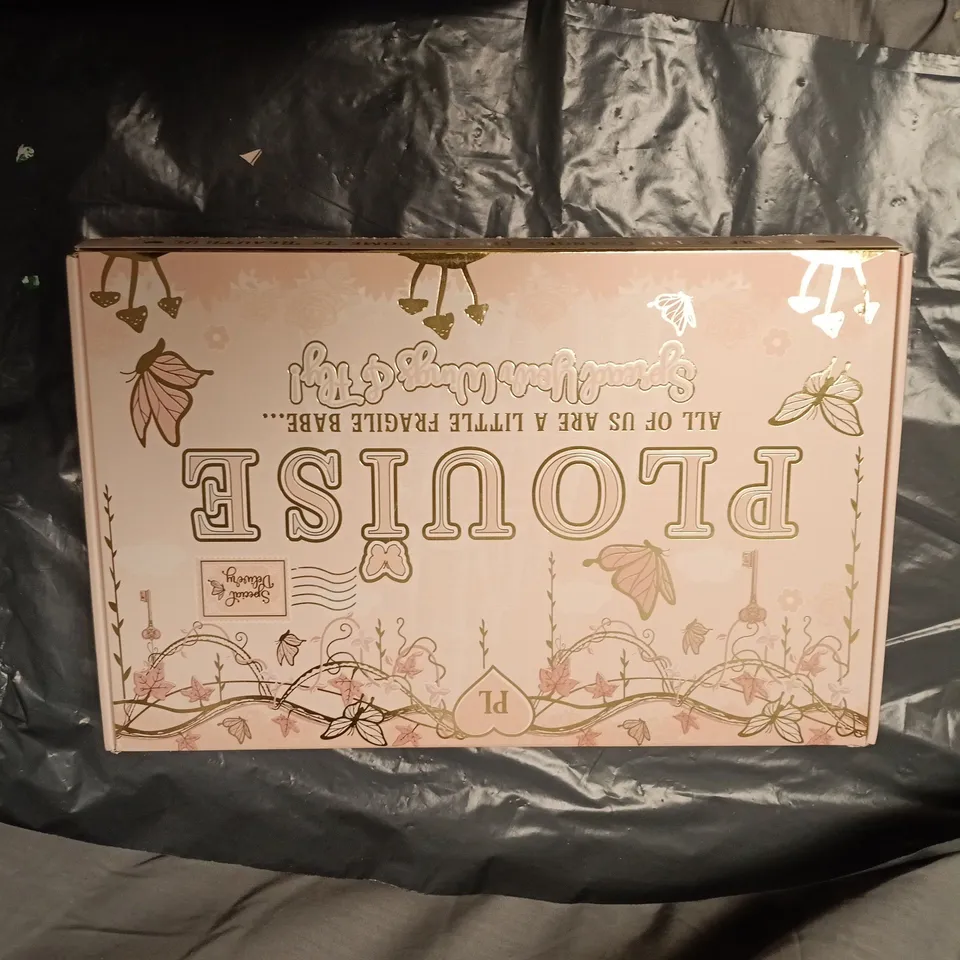 PL
Special
Delivery,
PLOUISE
ALL OF US ARE A LITTLE FRAGILE BABE...
Spread Your Wings & Fly!